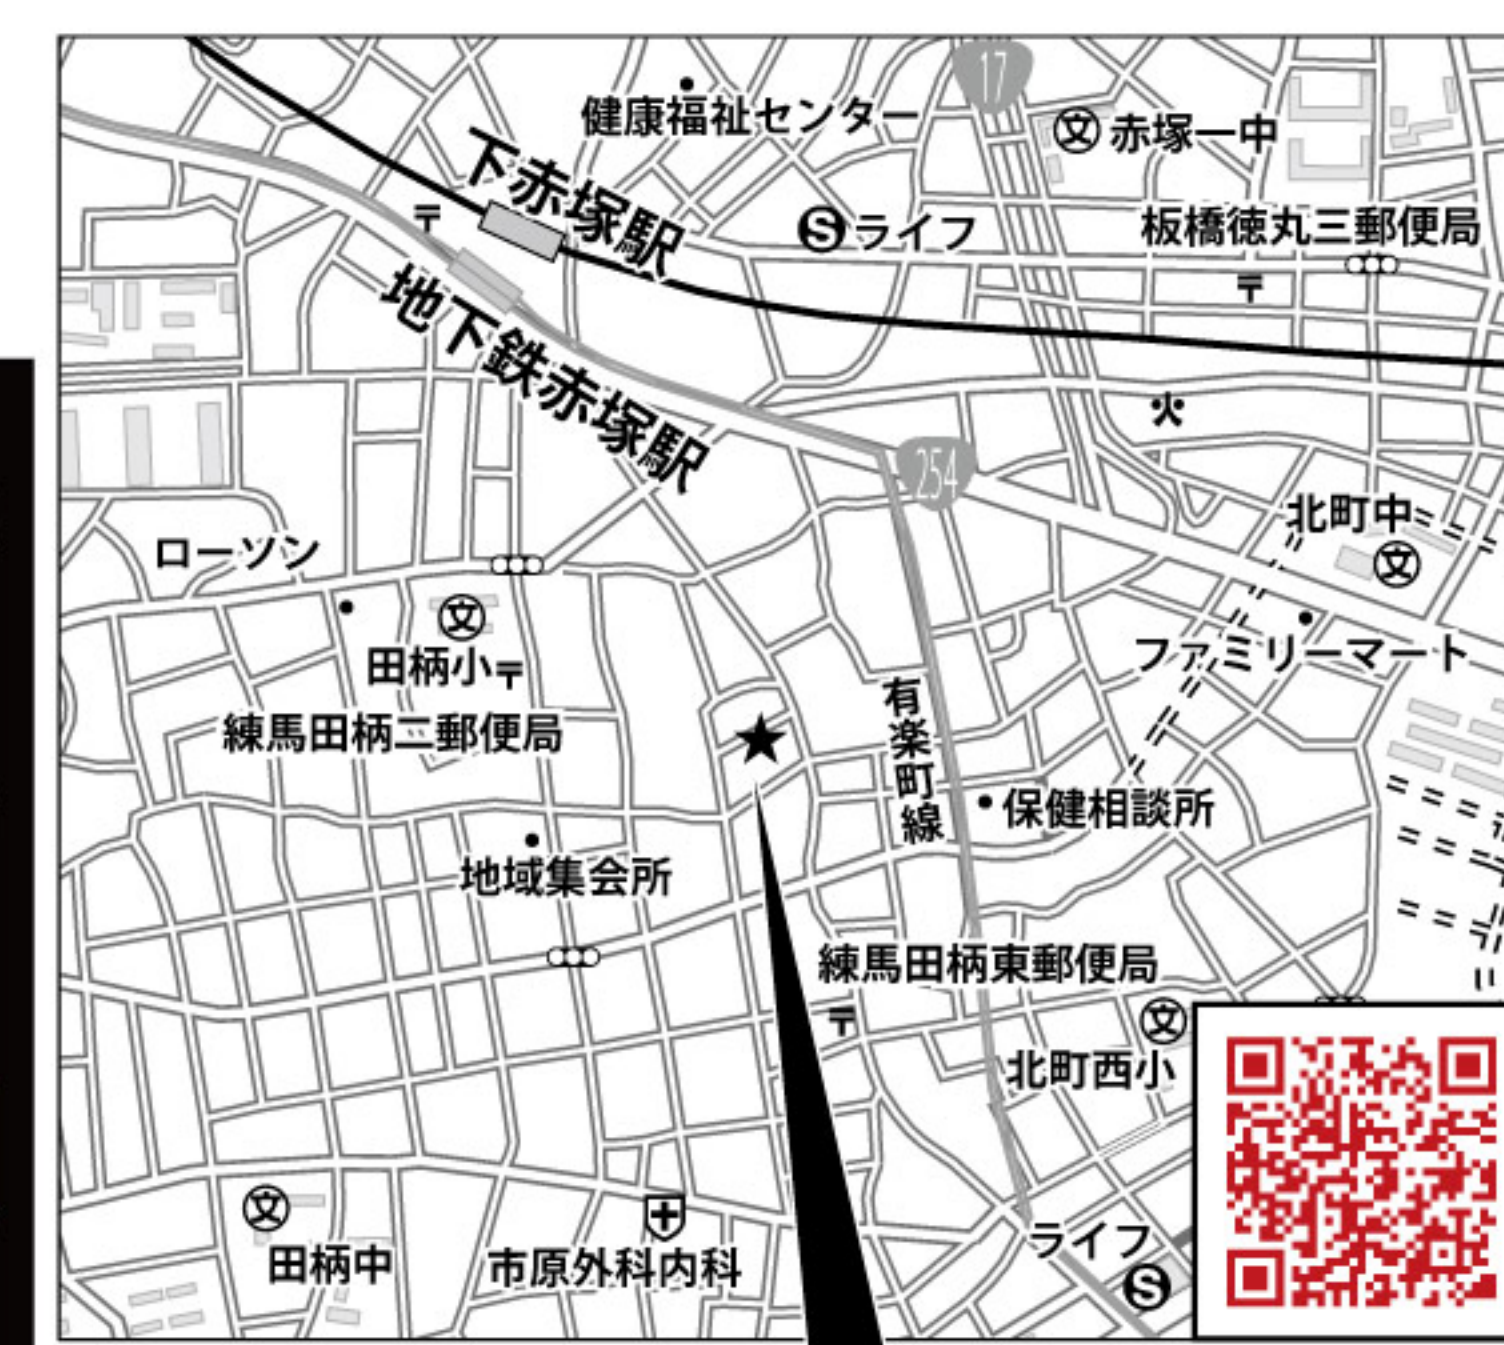 17
健康福祉センター
文 赤塚一中
下赤塚駅
〒
S ライフ
板橋徳丸三郵便局
〒
地下鉄赤塚駅
254
北町中
文
ローソン
文
田柄小〒
ファミリーマート
練馬田柄二郵便局
有楽町線
保健相談所
地域集会所
練馬田柄東郵便局
〒
文
北町西小
文
田柄中
市原外科内科
ライフ
S